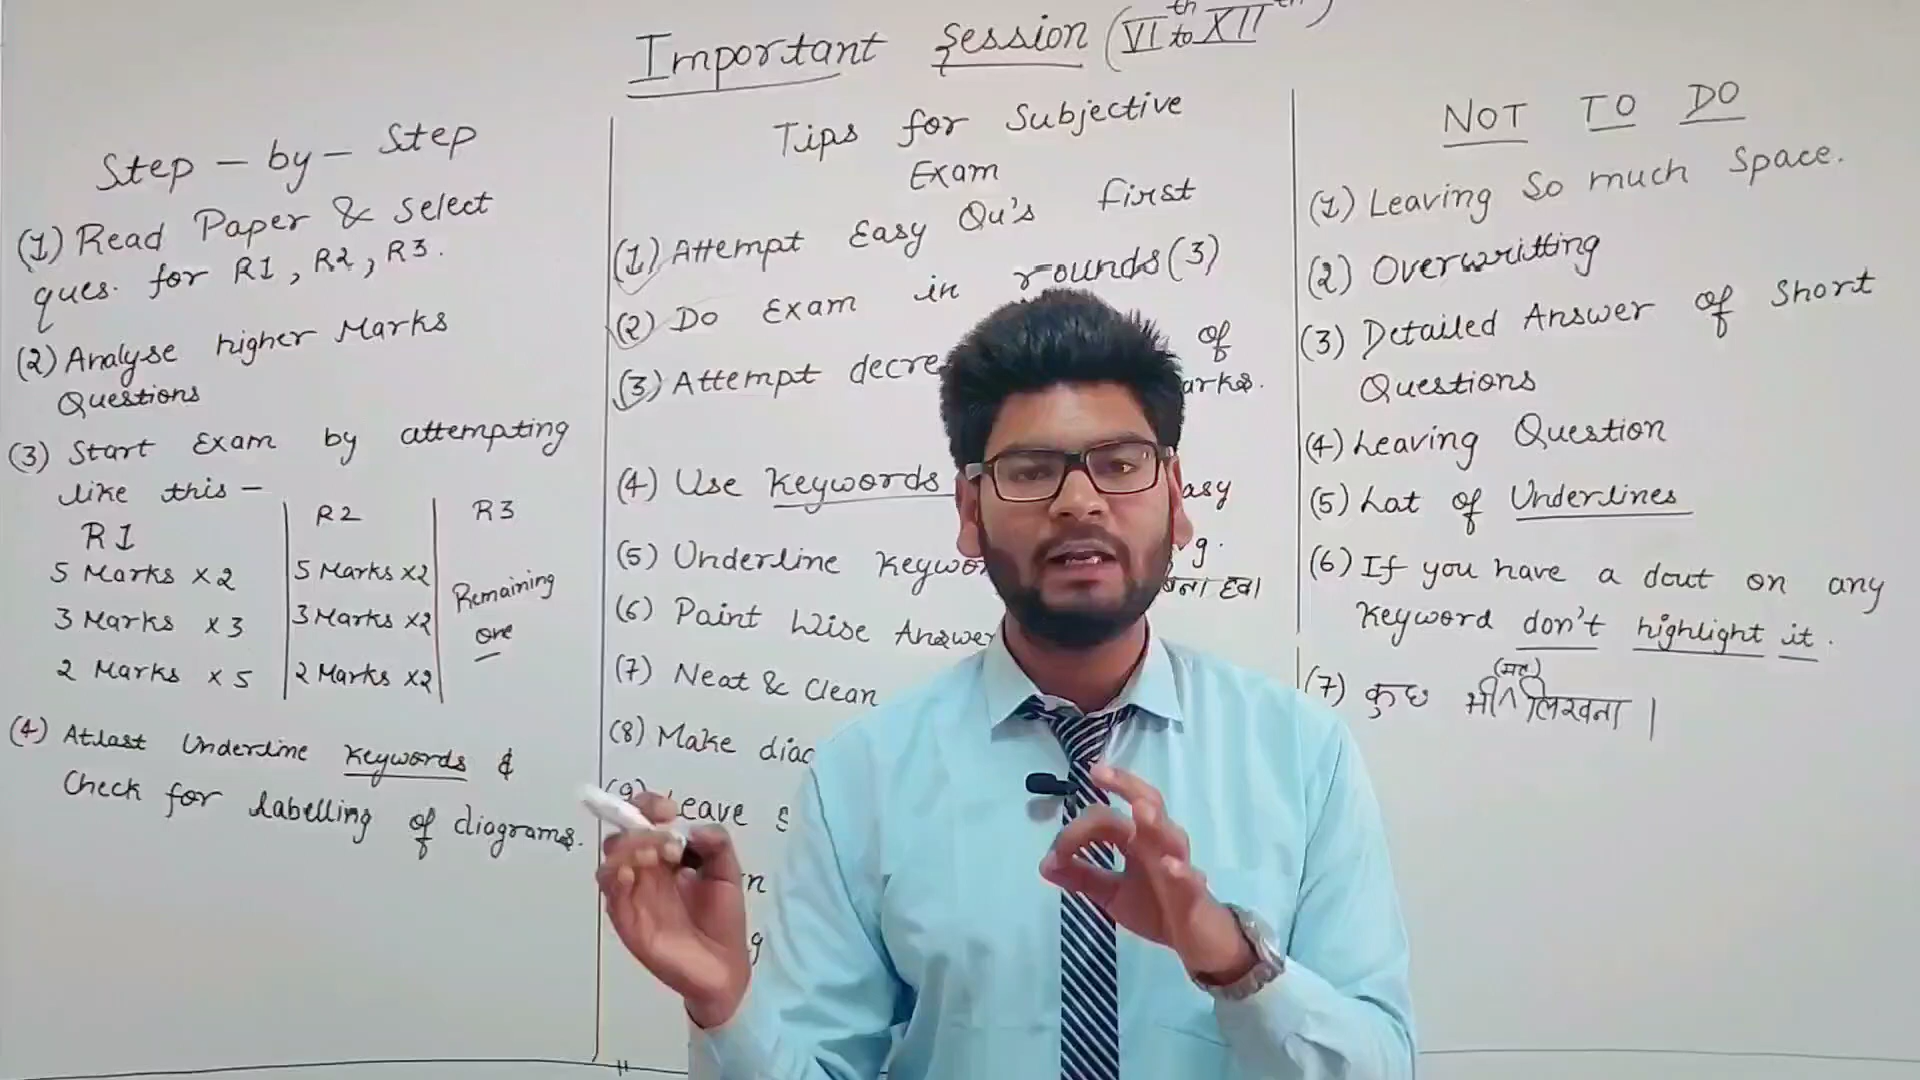 Important Session (VIth to XIIth)
Step - by - Step
(1) Read Paper & Select
ques. for R1, R2, R3.
(2) Analyse higher Marks
Questions
(3) Start Exam by attempting
like this -
R1
5 Marks x2
3 Marks x3
2 Marks x5
R2
5 Marks x2
3 Marks x2
2 Marks x2
R3
Remaining
one
(4) Atlast Underline Keywords &
Check for labelling of diagrams.
Tips for Subjective
Exam
(1) Attempt Easy Qu's first
(2) Do Exam in rounds (3)
(3) Attempt of
(4) Use Keywords
(5) Underline
(6) Point Wise
(7) Neat & Clean
(8) Make
(9) Leave
NOT TO DO
(1) Leaving So much Space.
(2) Overwritting
(3) Detailed Answer of Short
Questions
(4) Leaving Question
(5) Lot of Underlines
(6) If you have a dout on any
Keyword don't highlight it.
(7) कुछ भी (मत) लिखना |